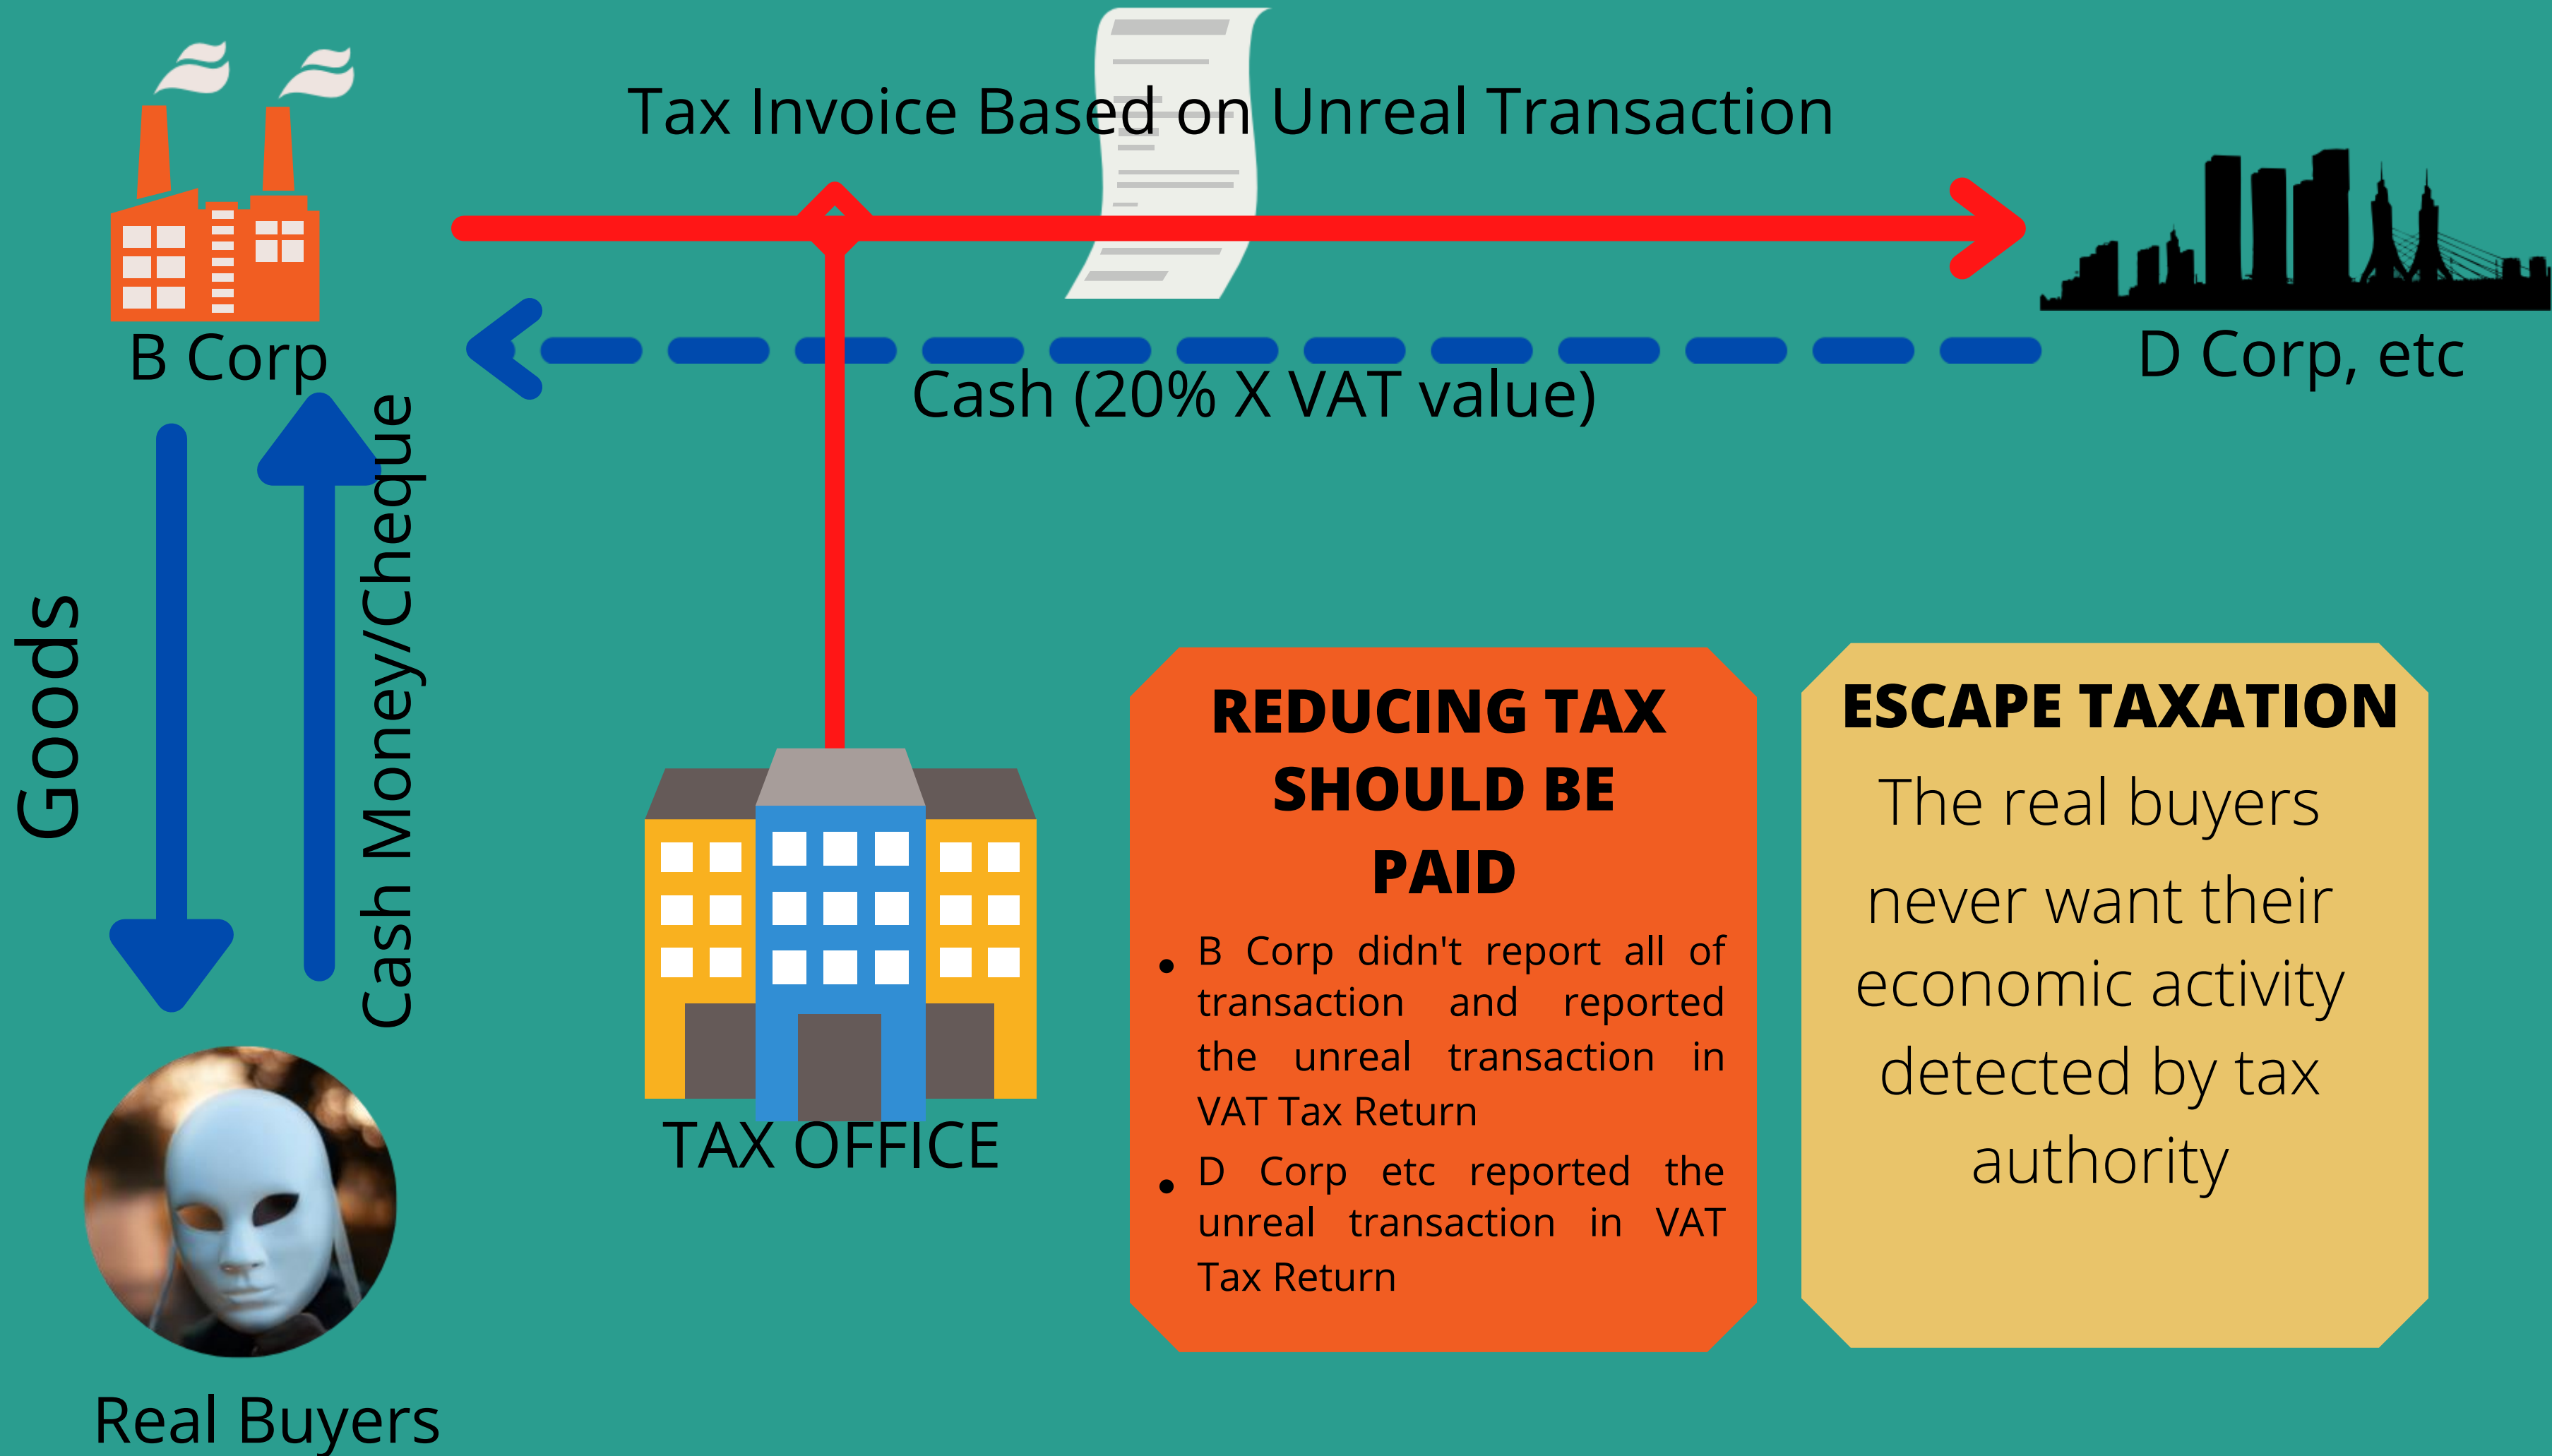 Tax Invoice Based on Unreal Transaction
B Corp
D Corp, etc
Cash (20% X VAT value)
Goods
Cash Money/Cheque
TAX OFFICE
Real Buyers
REDUCING TAX
SHOULD BE
PAID
• B Corp didn't report all of
transaction and reported
the unreal transaction in
VAT Tax Return
• D Corp etc reported the
unreal transaction in VAT
Tax Return
ESCAPE TAXATION
The real buyers
never want their
economic activity
detected by tax
authority